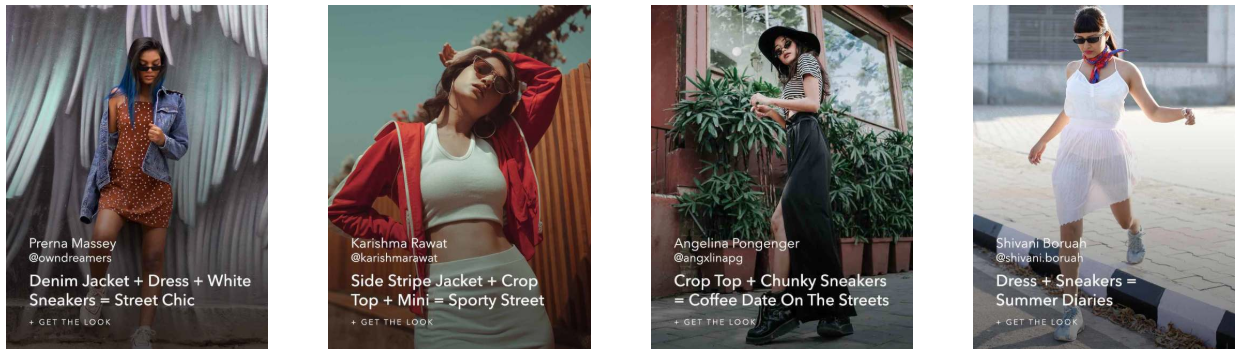 Prerna Massey
@owndreamers
Denim Jacket + Dress + White
Sneakers = Street Chic
+ GET THE LOOK
Karishma Rawat
@karishmarawat
Side Stripe Jacket + Crop
Top + Mini = Sporty Street
+ GET THE LOOK
Angelina Pongenger
@angxlinapg
Crop Top + Chunky Sneakers
= Coffee Date On The Streets
+ GET THE LOOK
Shivani Boruah
@shivani.boruah
Dress + Sneakers =
Summer Diaries
+ GET THE LOOK